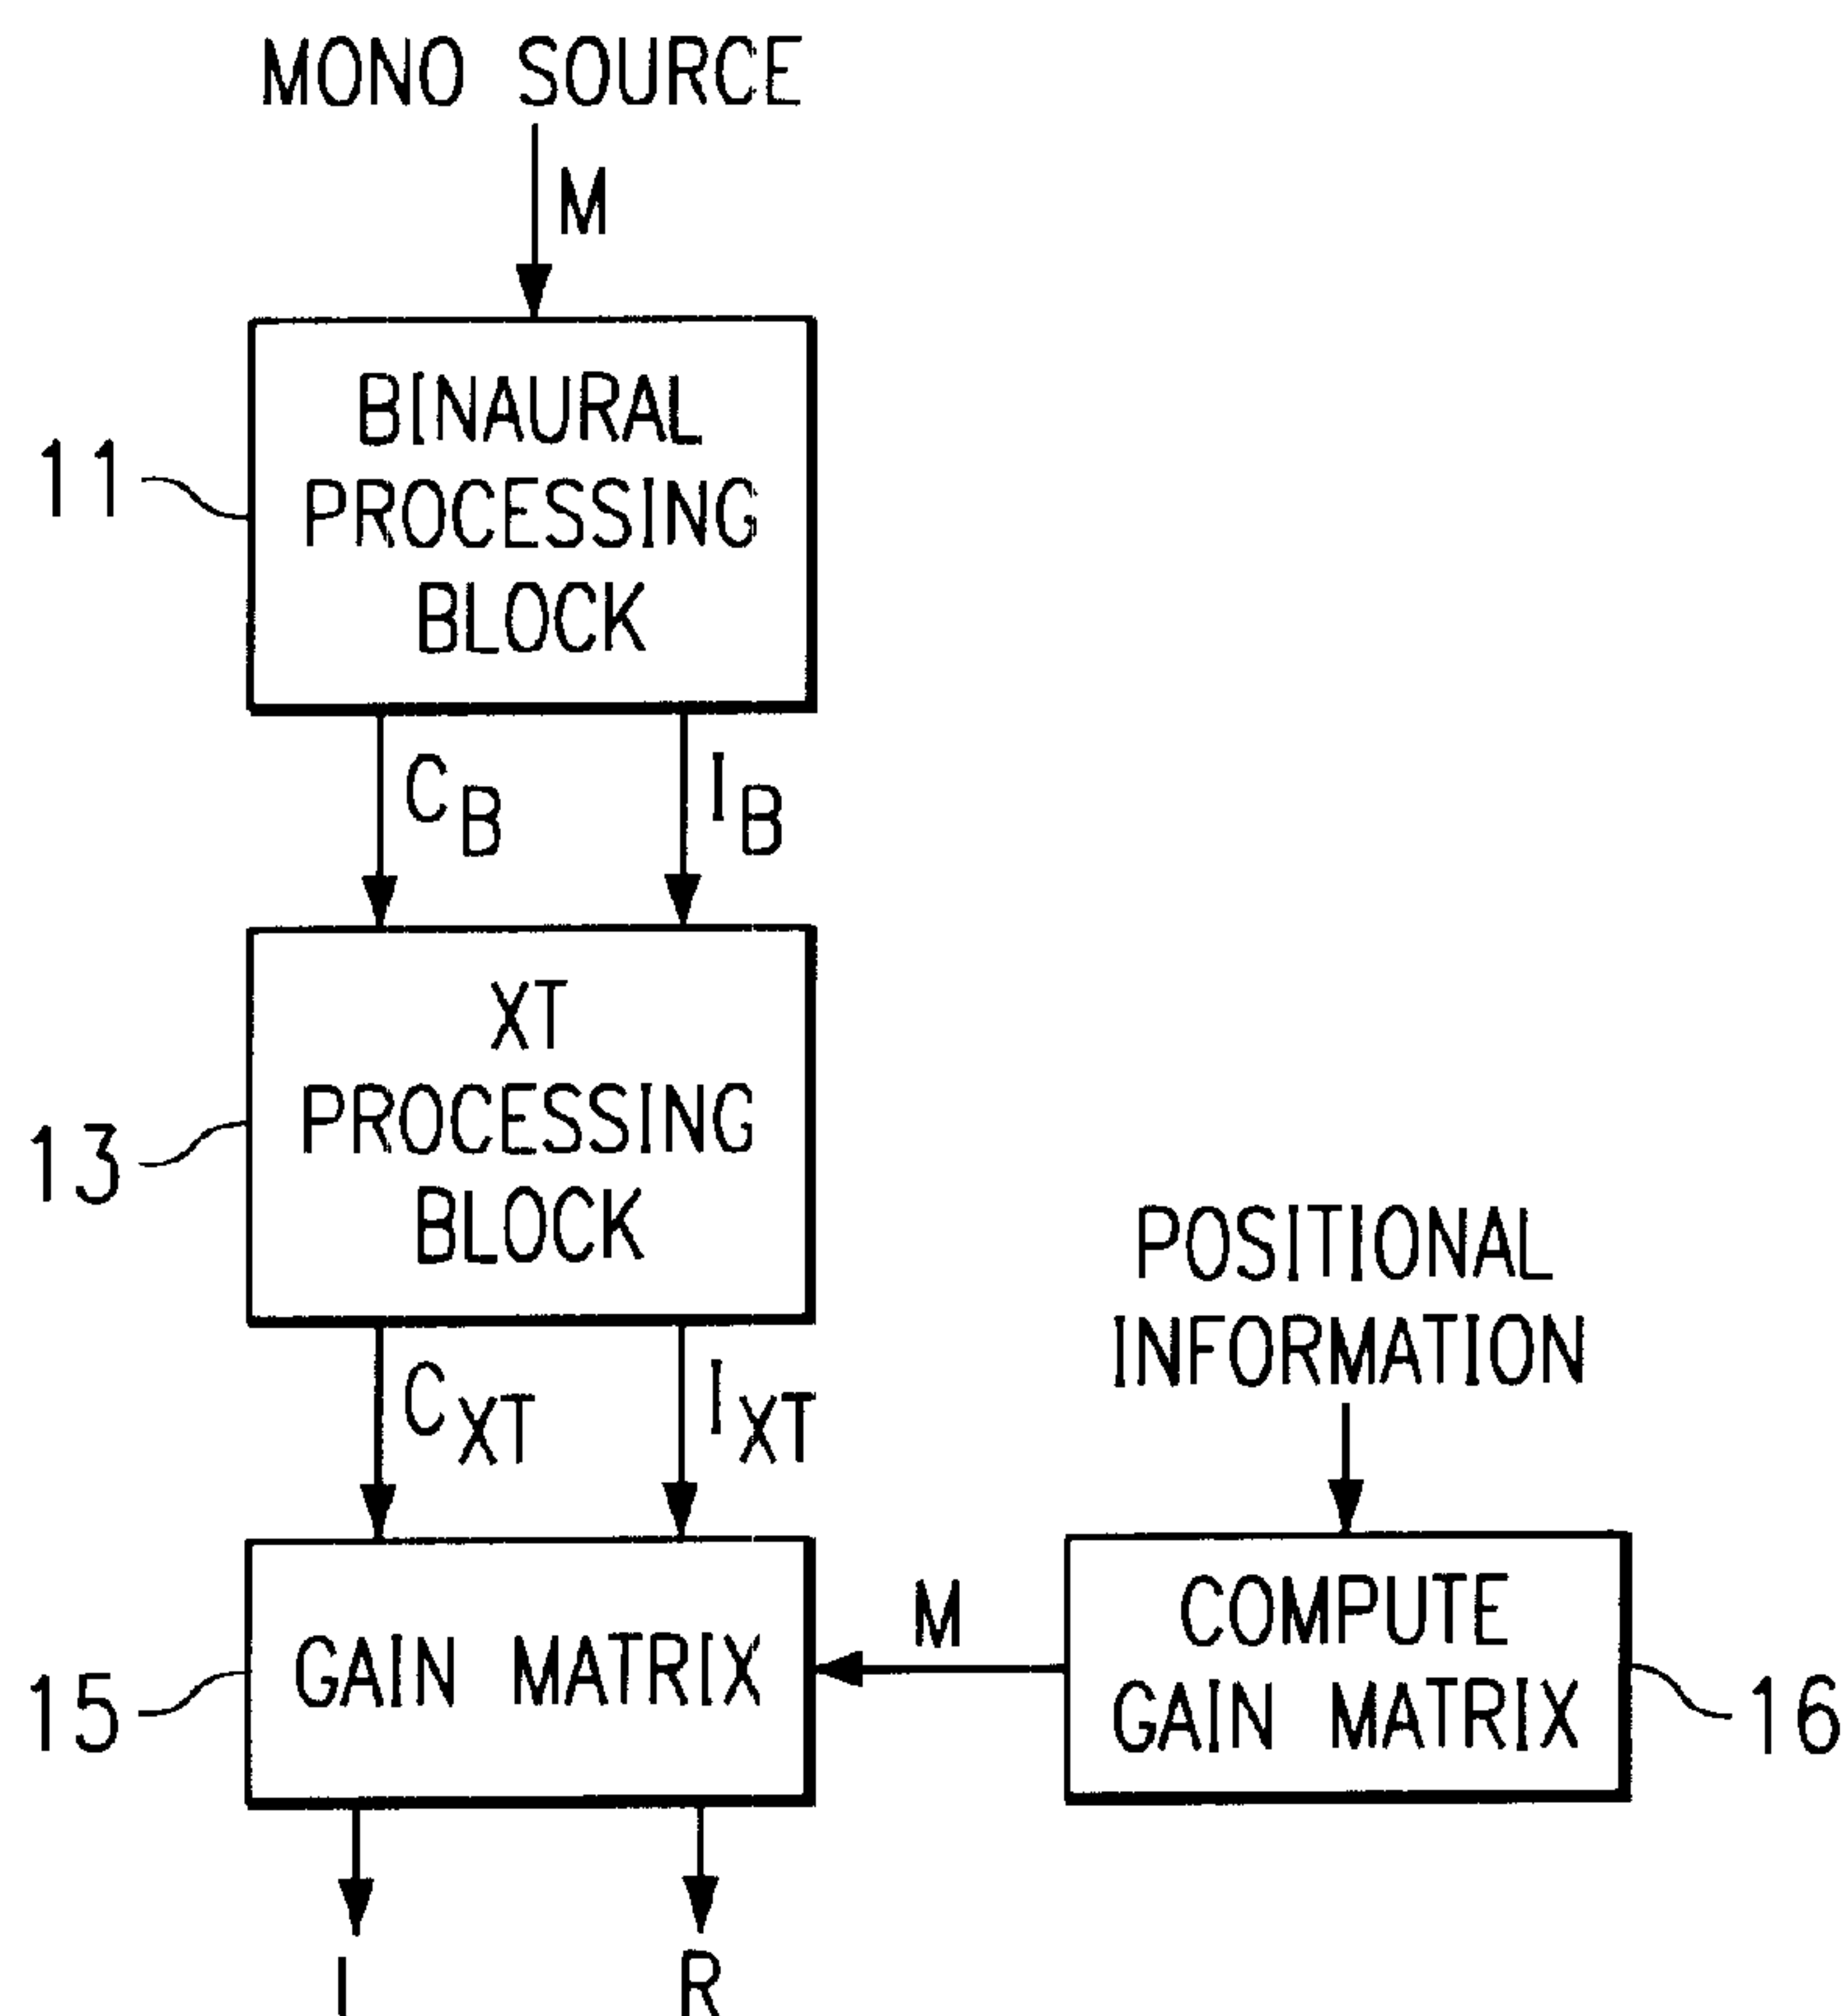 MONO SOURCE
M
BINAURAL
PROCESSING
BLOCK
11
C_B
I_B
XT
PROCESSING
BLOCK
13
C_XT
I_XT
POSITIONAL
INFORMATION
GAIN MATRIX
15
M
COMPUTE
GAIN MATRIX
16
R